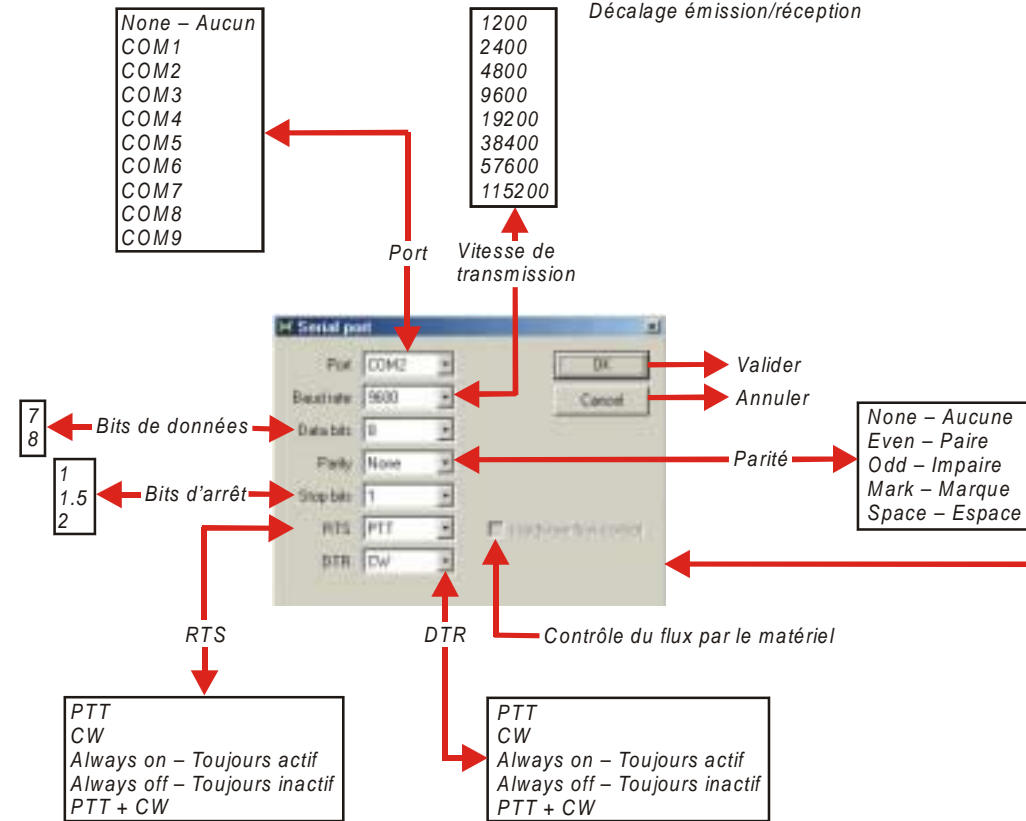 Décalage émission/réception
None – Aucun
COM1
COM2
COM3
COM4
COM5
COM6
COM7
COM8
COM9
1200
2400
4800
9600
19200
38400
57600
115200
Port
Vitesse de
transmission
Serial port
Port COM2
OK
Valider
Baud rate 9600
Cancel
Annuler
7
8
Bits de données
Data bits 8
Parity None
Parité
None – Aucune
Even – Paire
Odd – Impaire
Mark – Marque
Space – Espace
1
1.5
2
Bits d'arrêt
Stop bits 1
RTS PTT
DTR CW
RTS
DTR
Contrôle du flux par le matériel
PTT
CW
Always on – Toujours actif
Always off – Toujours inactif
PTT + CW
PTT
CW
Always on – Toujours actif
Always off – Toujours inactif
PTT + CW